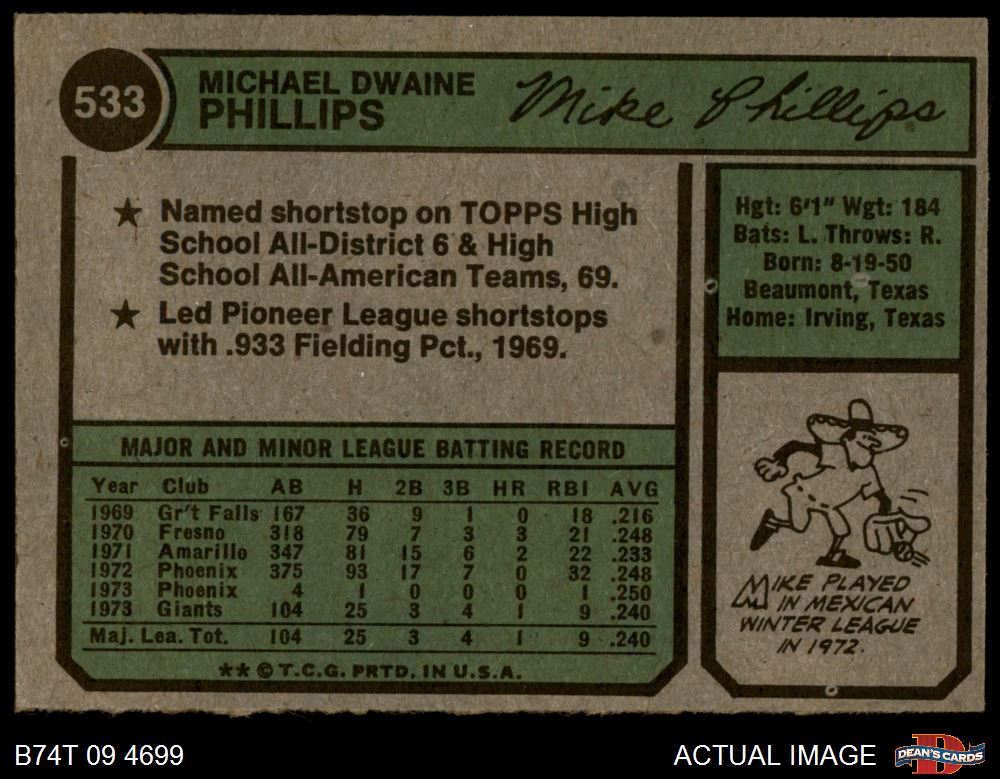 533
MICHAEL DWAINE
PHILLIPS
Mike Phillips
★ Named shortstop on TOPPS High
School All-District 6 & High
School All-American Teams, 69.
★ Led Pioneer League shortstops
with .933 Fielding Pct., 1969.
Hgt: 6'1" Wgt: 184
Bats: L. Throws: R.
Born: 8-19-50
Beaumont, Texas
Home: Irving, Texas
MAJOR AND MINOR LEAGUE BATTING RECORD
Year Club AB H 2B 3B HR RBI AVG
1969 Gr't Falls 167 36 9 1 0 18 .216
1970 Fresno 318 79 7 3 3 21 .248
1971 Amarillo 347 81 15 6 2 22 .233
1972 Phoenix 375 93 17 7 0 32 .248
1973 Phoenix 4 1 0 0 0 1 .250
1973 Giants 104 25 3 4 1 9 .240
Maj. Lea. Tot. 104 25 3 4 1 9 .240
** © T.C.G. PRTD. IN U.S.A.
MIKE PLAYED
IN MEXICAN
WINTER LEAGUE
IN 1972.
B74T 09 4699
ACTUAL IMAGE
DEAN'S CARDS